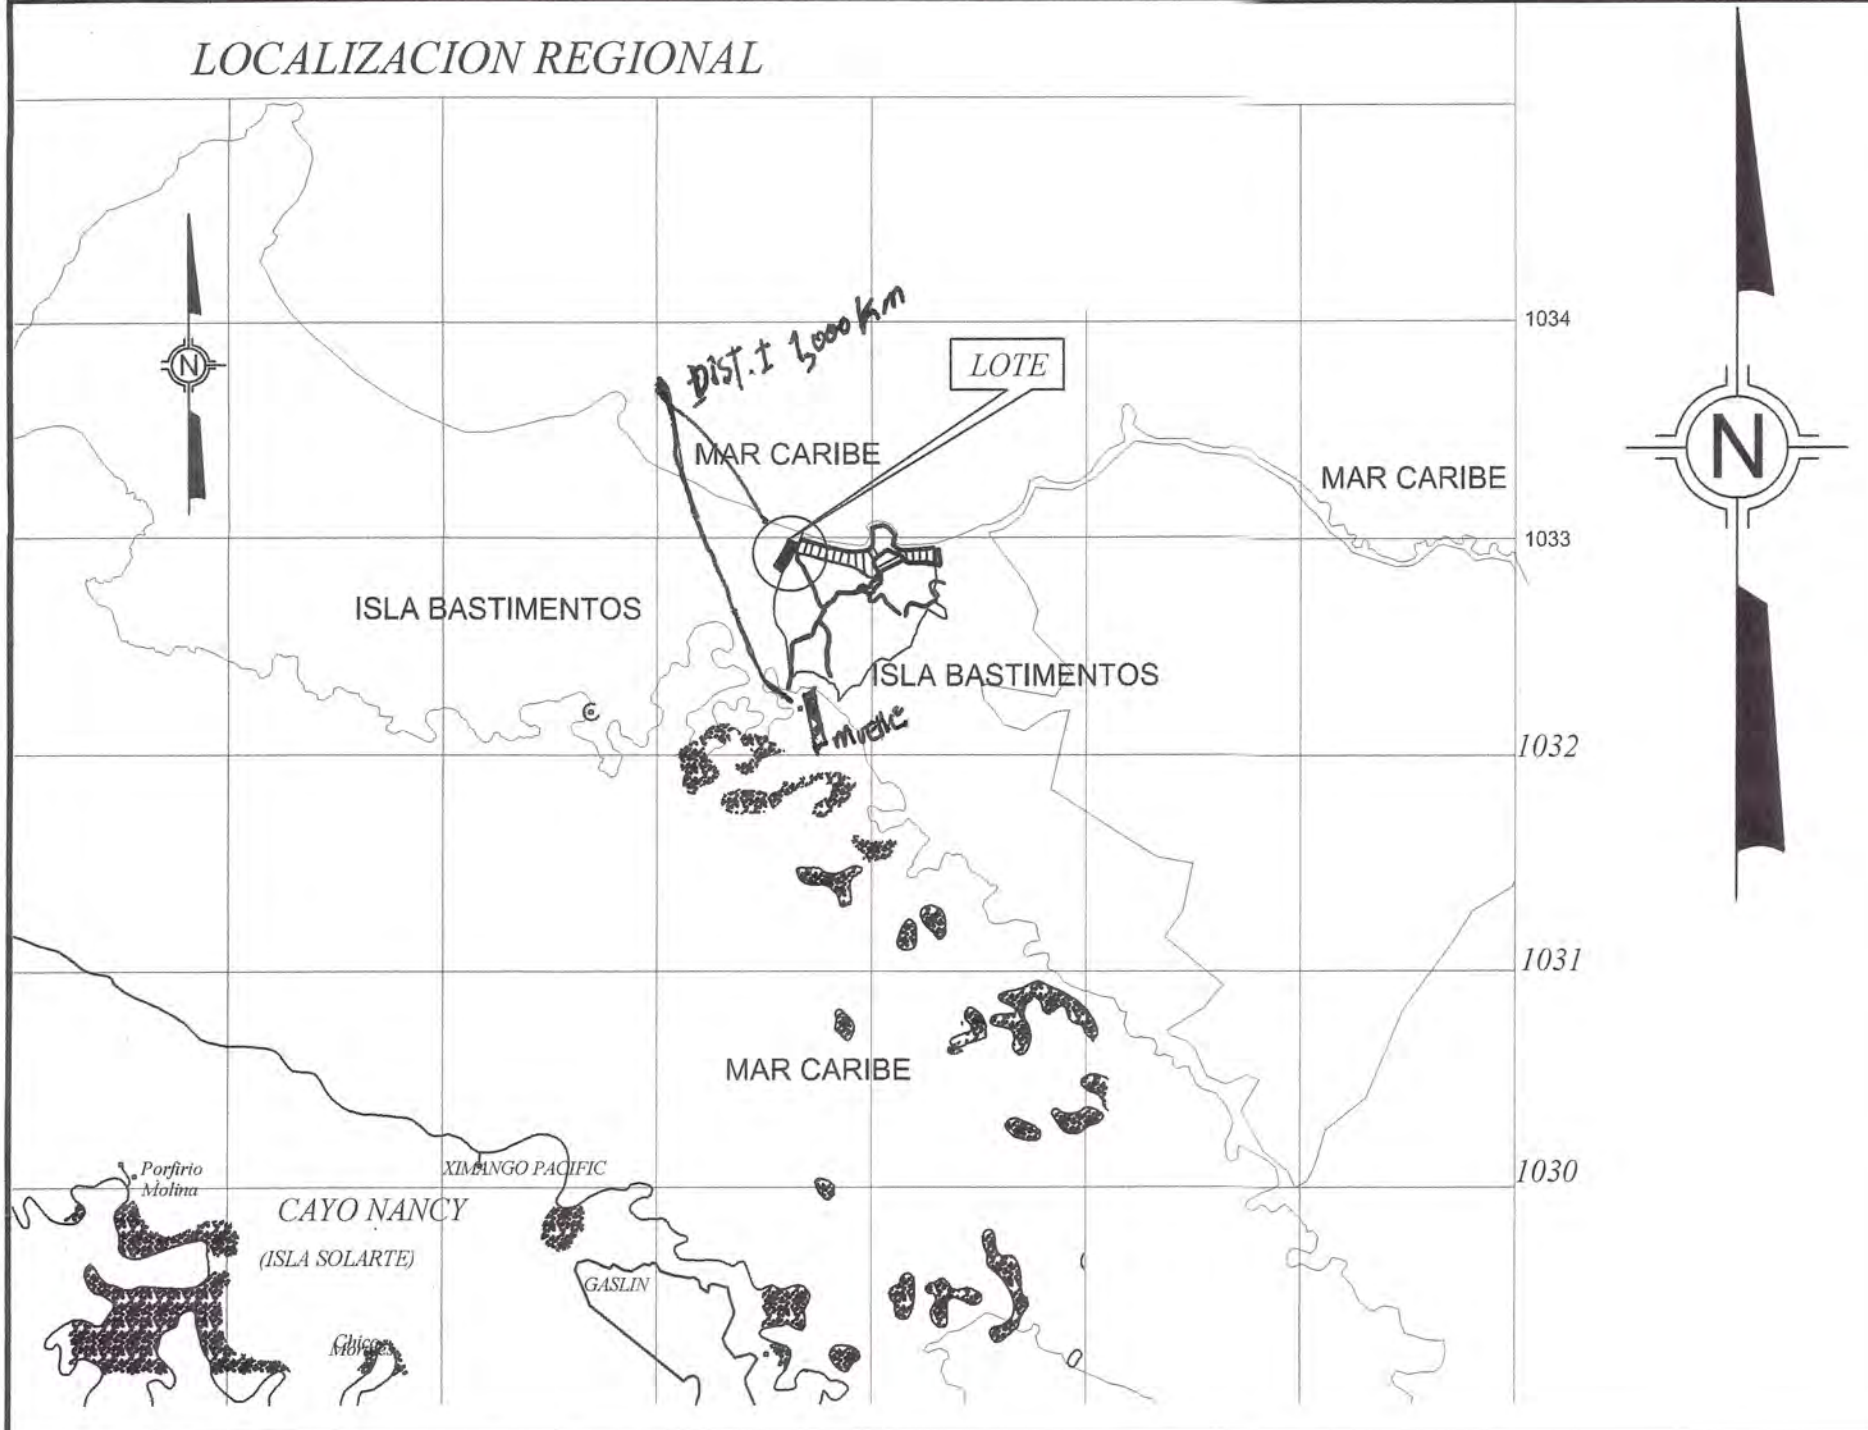 LOCALIZACION REGIONAL
N
DIST. ± 1,000 Km
1034
LOTE
MAR CARIBE
MAR CARIBE
N
1033
ISLA BASTIMENTOS
ISLA BASTIMENTOS
muelle
1032
1031
MAR CARIBE
1030
Porfirio
Molina
XIMANGO PACIFIC
CAYO NANCY
(ISLA SOLARTE)
GASLIN
Chico